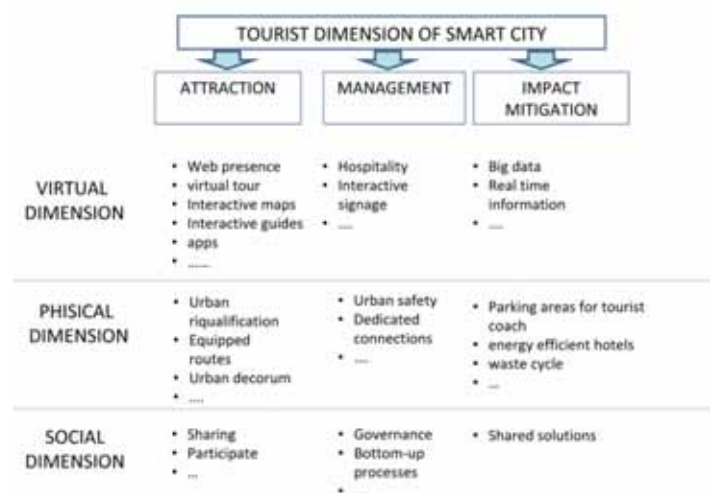 TOURIST DIMENSION OF SMART CITY
ATTRACTION
MANAGEMENT
IMPACT
MITIGATION
VIRTUAL
DIMENSION
• Web presence
• virtual tour
• Interactive maps
• Interactive guides
• apps
• ......
• Hospitality
• Interactive
signage
• ....
• Big data
• Real time
information
• ....
PHISICAL
DIMENSION
• Urban
riqualification
• Equipped
routes
• Urban decorum
• ....
• Urban safety
• Dedicated
connections
• ....
• Parking areas for tourist
coach
• energy efficient hotels
• waste cycle
• ...
SOCIAL
DIMENSION
• Sharing
• Participate
• ...
• Governance
• Bottom-up
processes
•
• Shared solutions